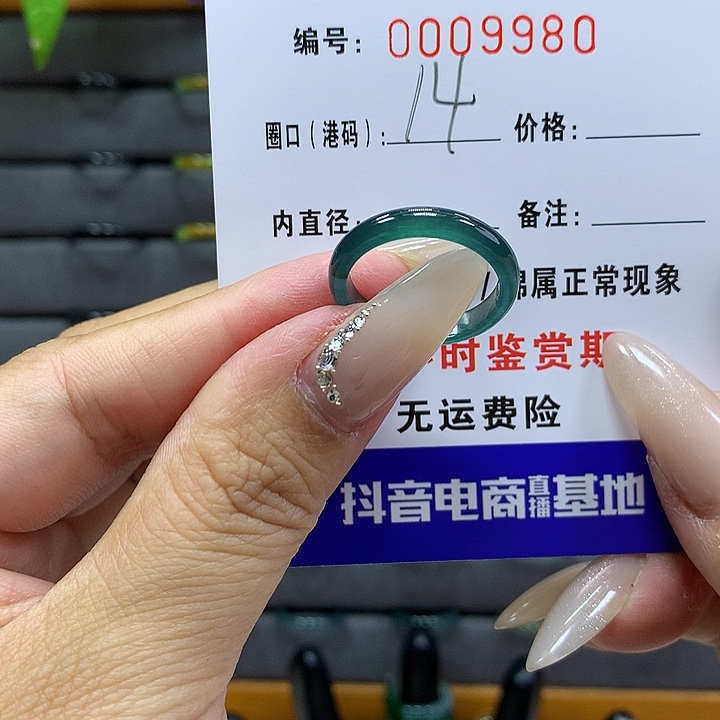 编号: 0009980
圈口(港码): 14 价格:
内直径: 备注:
棉属正常现象
时鉴赏期
无运费险
抖音电商直播基地